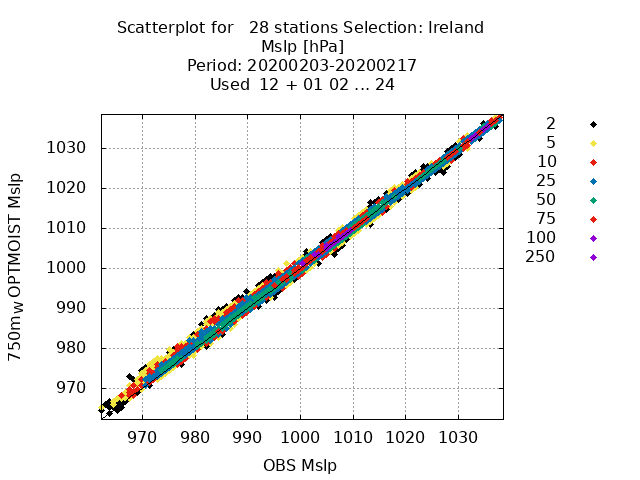 Scatterplot for 28 stations Selection: Ireland
Mslp [hPa]
Period: 20200203-20200217
Used 12 + 01 02 ... 24
2
5
10
25
50
75
100
250
1030
1020
1010
1000
990
980
970
750mW OPTMOIST Mslp
970 980 990 1000 1010 1020 1030
OBS Mslp